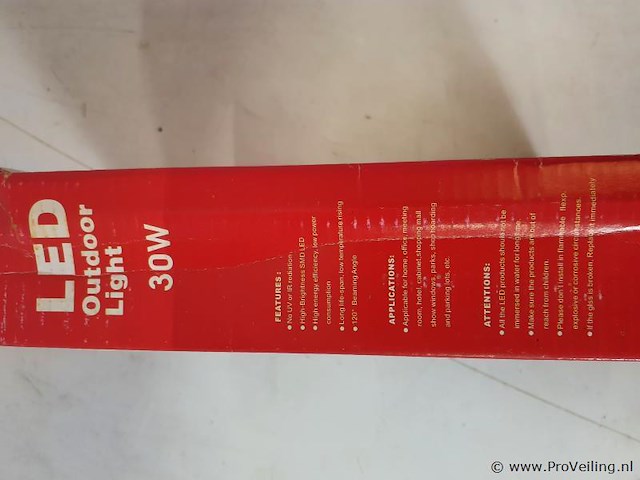 LED
Outdoor
Light
30W
FEATURES:
● No UV or IR radiation
● High Brightness SMD LED
● High energy efficiency, low power
consumption
● Long life-span, low temperature rising
● 120° Beaming Angle
APPLICATIONS:
● Applicable for home, office meeting
room, hotel, cabinet, shopping mall
show window, parks, shop boarding
and parking lots, etc.
ATTENTIONS:
● All the LED products should to be
immersed in water for long time.
● Make sure the products are out of
reach from children.
● Please don't install in flammable
explosive or corrosive circumstances.
● If the glass is broken, Replace immediately
© www.ProVeiling.nl